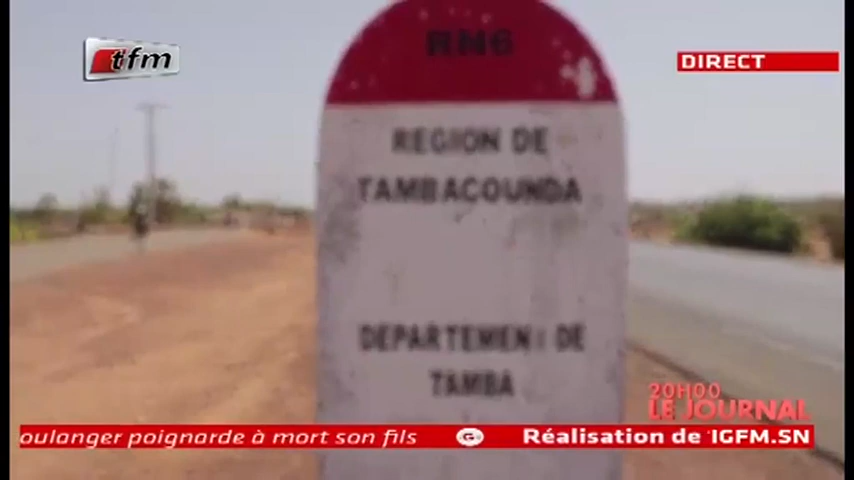 tfm
DIRECT
RN6
REGION DE
TAMBACOUNDA
DEPARTEMENT DE
TAMBA
20H00
LE JOURNAL
oulanger poignarde à mort son fils
Réalisation de IGFM.SN